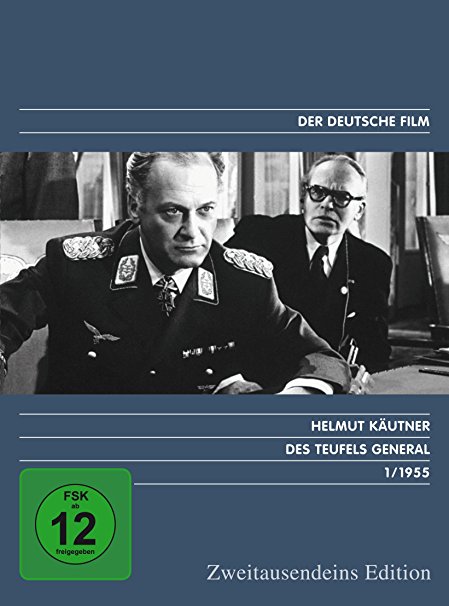 DER DEUTSCHE FILM
HELMUT KÄUTNER
DES TEUFELS GENERAL
1/1955
FSK
ab
12
freigegeben
Zweitausendeins Edition